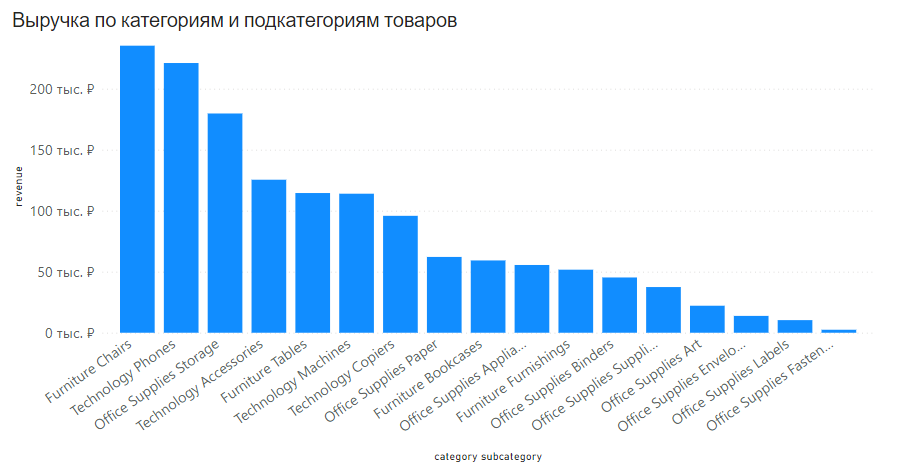 Выручка по категориям и подкатегориям товаров
200 тыс. ₽
150 тыс. ₽
100 тыс. ₽
50 тыс. ₽
0 тыс. ₽
revenue
Furniture Chairs
Technology Phones
Office Supplies Storage
Technology Accessories
Furniture Tables
Technology Machines
Technology Copiers
Office Supplies Paper
Furniture Bookcases
Office Supplies Applia...
Furniture Furnishings
Office Supplies Binders
Office Supplies Suppli...
Office Supplies Art
Office Supplies Envelo...
Office Supplies Labels
Office Supplies Fasten...
category subcategory